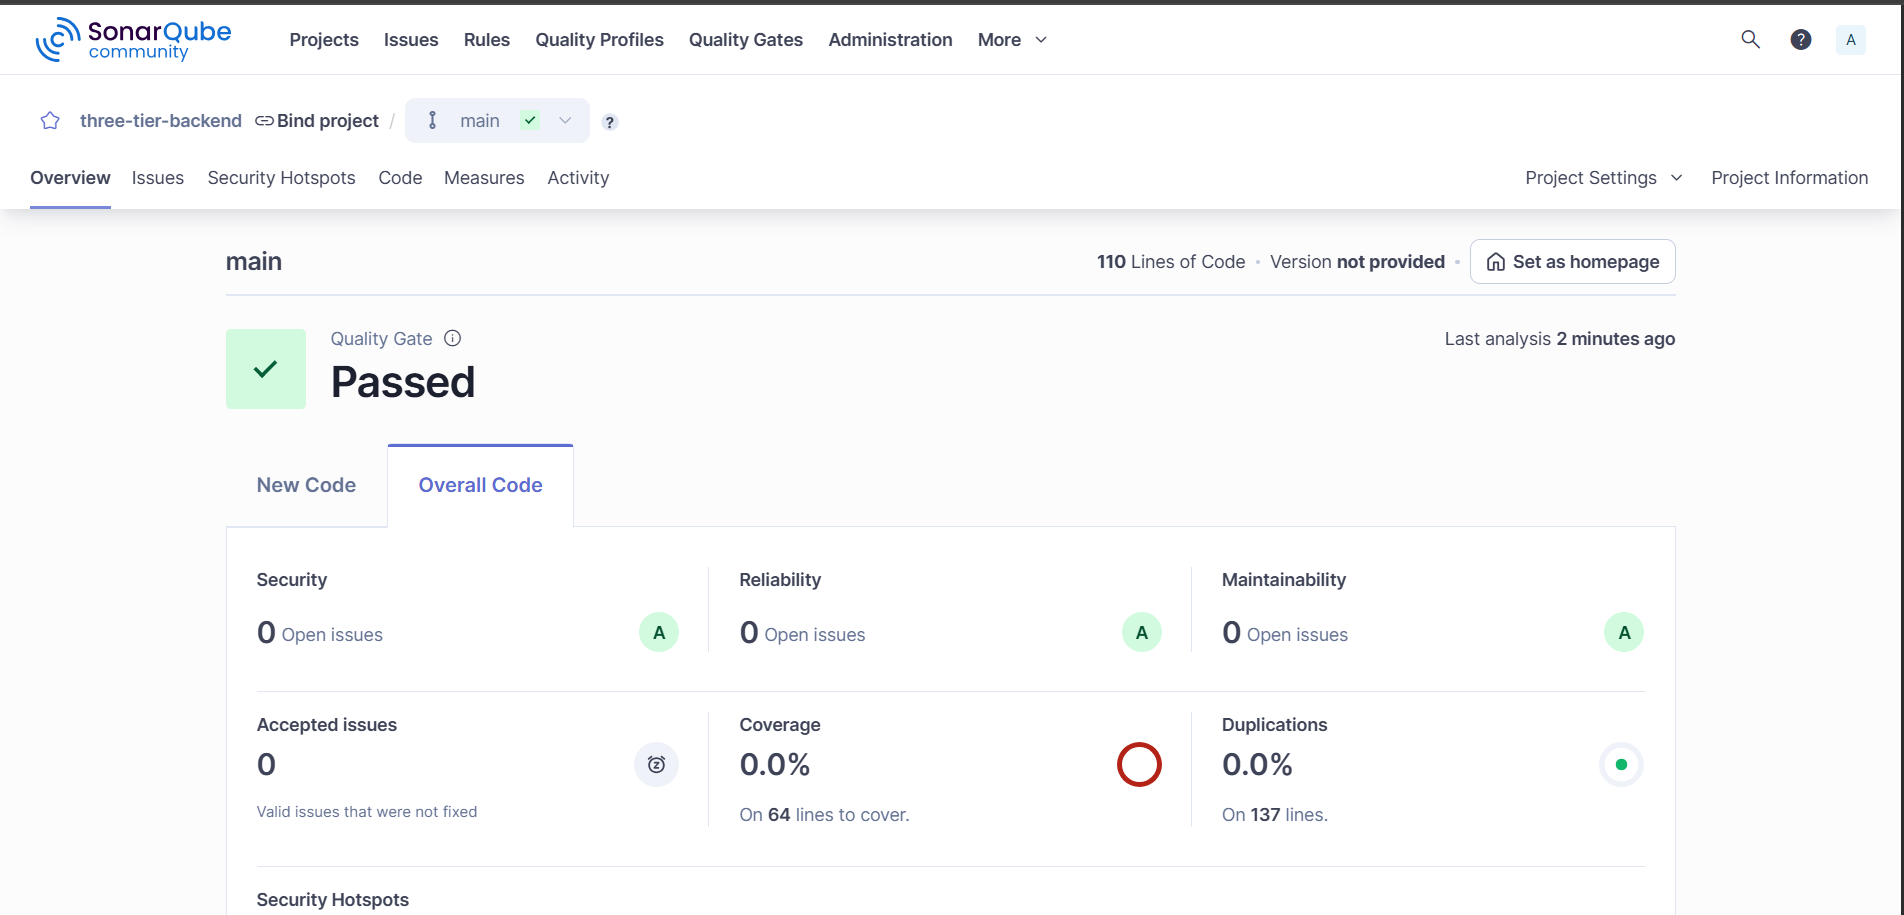 SonarQube
community
Projects Issues Rules Quality Profiles Quality Gates Administration More ? A
three-tier-backend Bind project / main ?
Overview Issues Security Hotspots Code Measures Activity Project Settings Project Information
main 110 Lines of Code • Version not provided • Set as homepage
Quality Gate Last analysis 2 minutes ago
Passed
New Code Overall Code
Security Reliability Maintainability
0 Open issues A 0 Open issues A 0 Open issues A
Accepted issues Coverage Duplications
0 0.0% 0.0%
Valid issues that were not fixed On 64 lines to cover. On 137 lines.
Security Hotspots